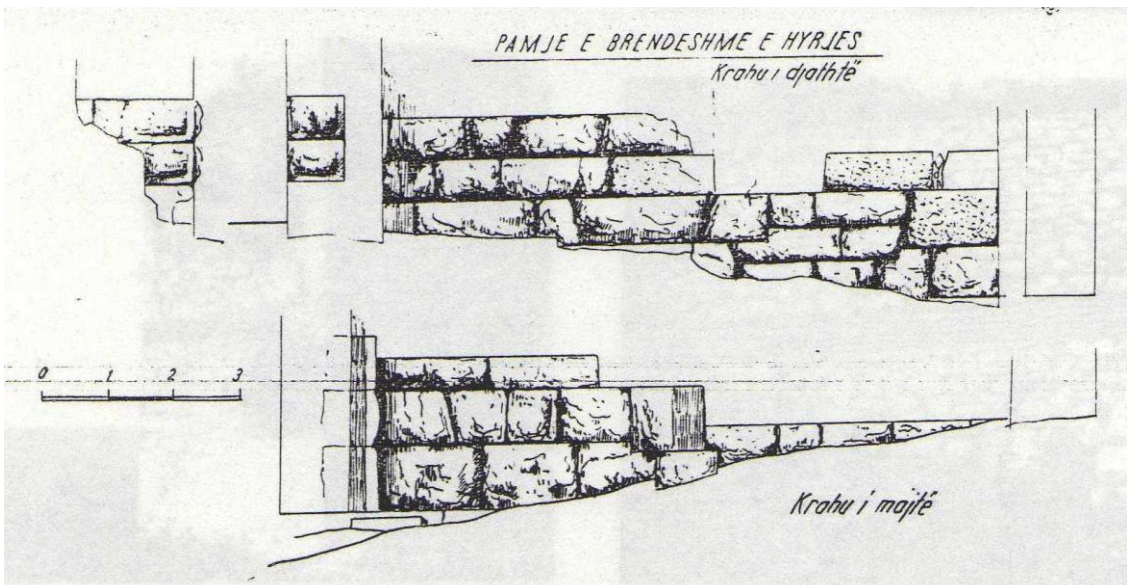 PAMJE E BRENDESHME E HYRJES
Krahu i djathtë
0 1 2 3
Krahu i majtë